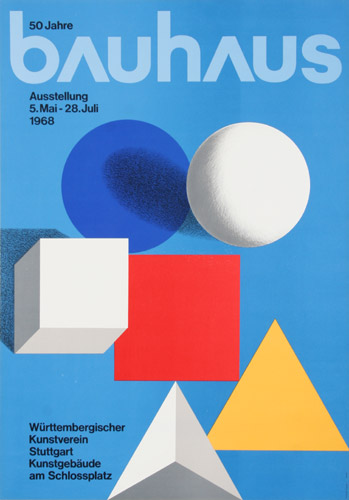 50 Jahre
bauhaus
Ausstellung
5. Mai - 28. Juli
1968
Württembergischer
Kunstverein
Stuttgart
Kunstgebäude
am Schlossplatz